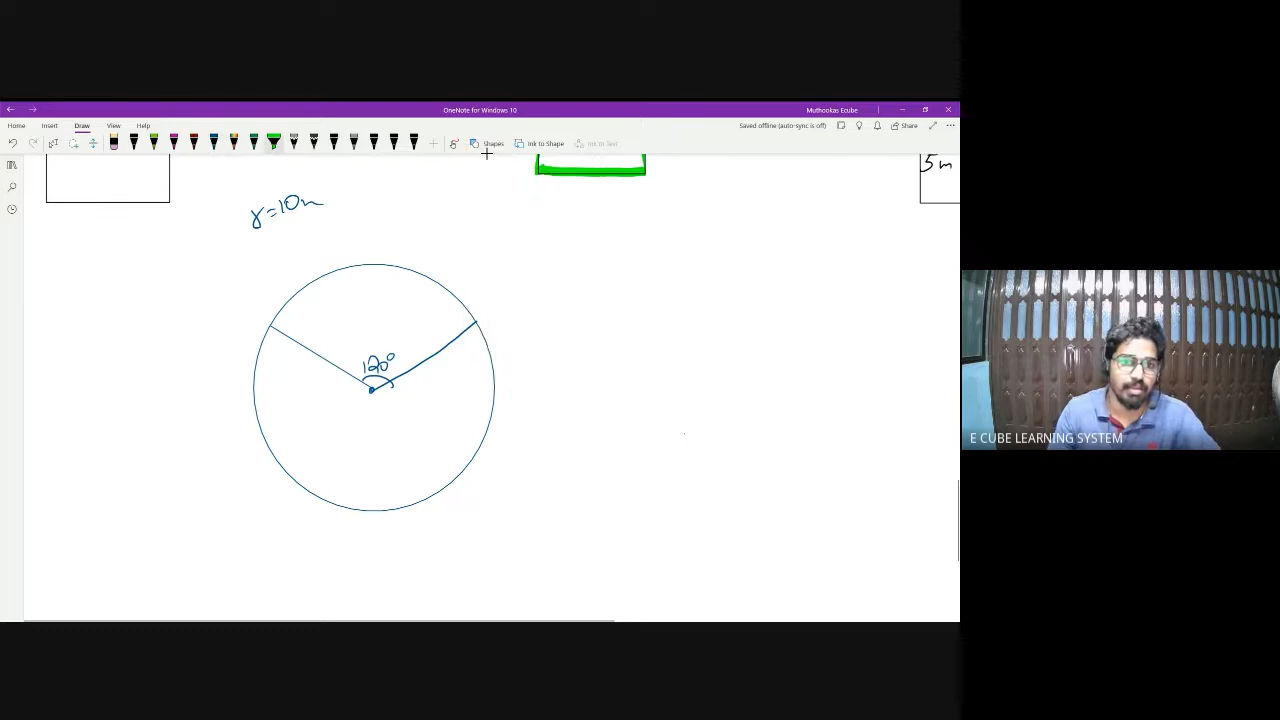 OneNote for Windows 10
Muthookas Ecube
Home Insert Draw View Help
Saved offline (auto-sync is off)
Share
Shapes
Ink to Shape
Ink to Text
5m
r=10m
120°
E CUBE LEARNING SYSTEM